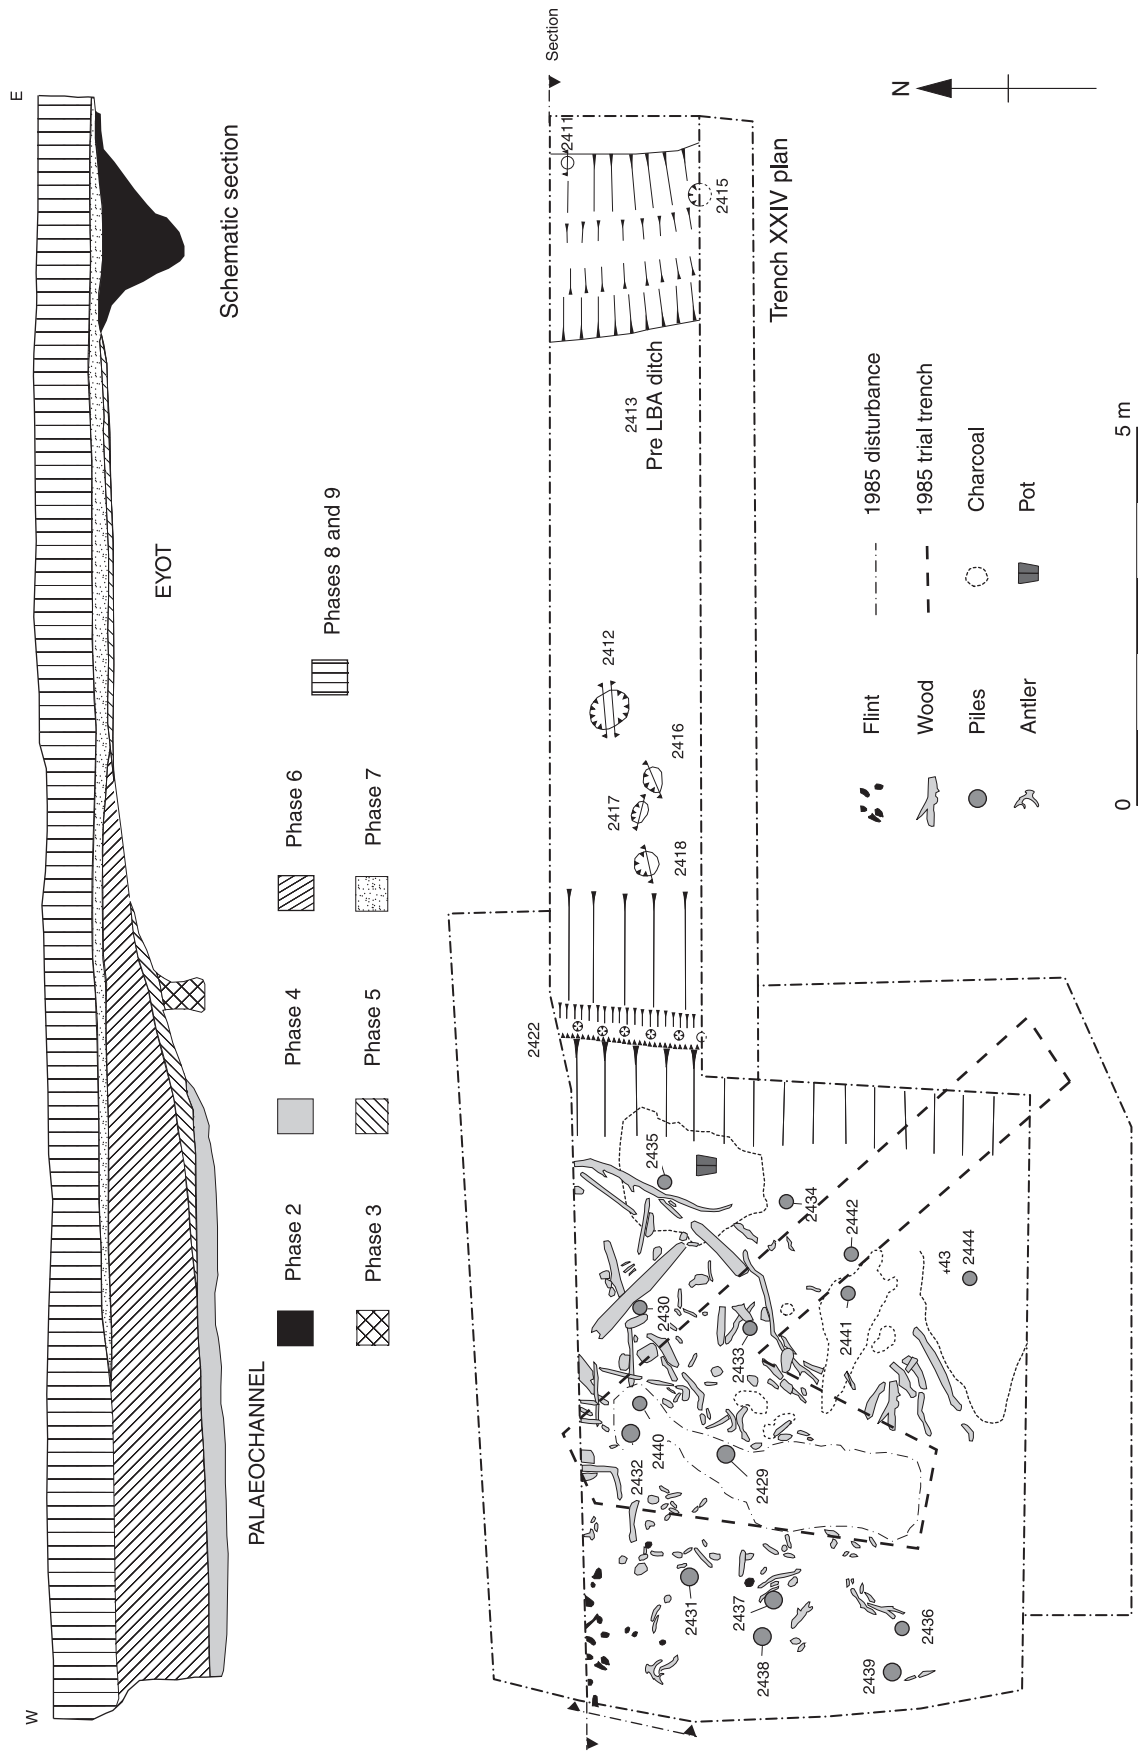 W
E
PALAEOCHANNEL
EYOT
Schematic section
Phase 2
Phase 4
Phase 6
Phases 8 and 9
Phase 3
Phase 5
Phase 7
Section
2422
2411
2412
2413
Pre LBA ditch
2415
2416
2417
2418
2435
2430
2440
2432
2431
2433
2434
2429
2437
2438
2441
2442
2439
2436
+43
2444
Trench XXIV plan
N
Flint
1985 disturbance
Wood
1985 trial trench
Piles
Charcoal
Antler
Pot
0
5 m